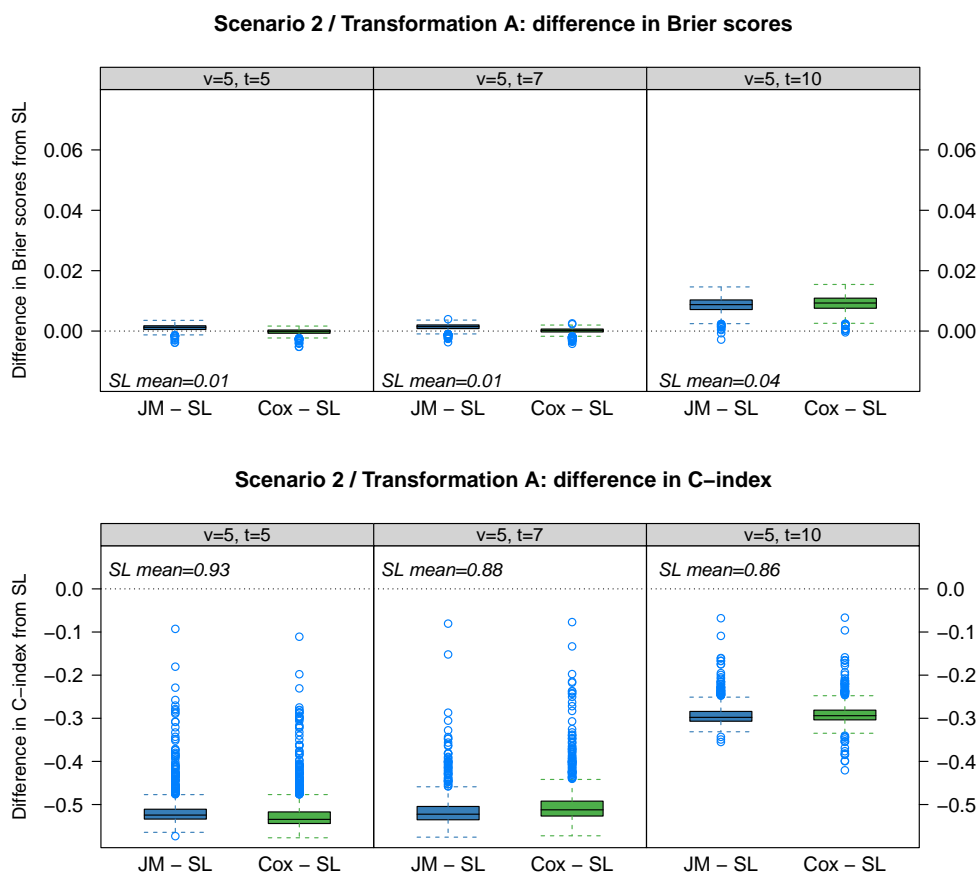 Scenario 2 / Transformation A: difference in Brier scores
v=5, t=5 v=5, t=7 v=5, t=10
Difference in Brier scores from SL
0.06 0.06
0.04 0.04
0.02 0.02
0.00 0.00
SL mean=0.01 SL mean=0.01 SL mean=0.04
JM − SL Cox − SL JM − SL Cox − SL JM − SL Cox − SL
Scenario 2 / Transformation A: difference in C−index
v=5, t=5 v=5, t=7 v=5, t=10
Difference in C−index from SL
SL mean=0.93 SL mean=0.88 SL mean=0.86
0.0 0.0
−0.1 −0.1
−0.2 −0.2
−0.3 −0.3
−0.4 −0.4
−0.5 −0.5
JM − SL Cox − SL JM − SL Cox − SL JM − SL Cox − SL